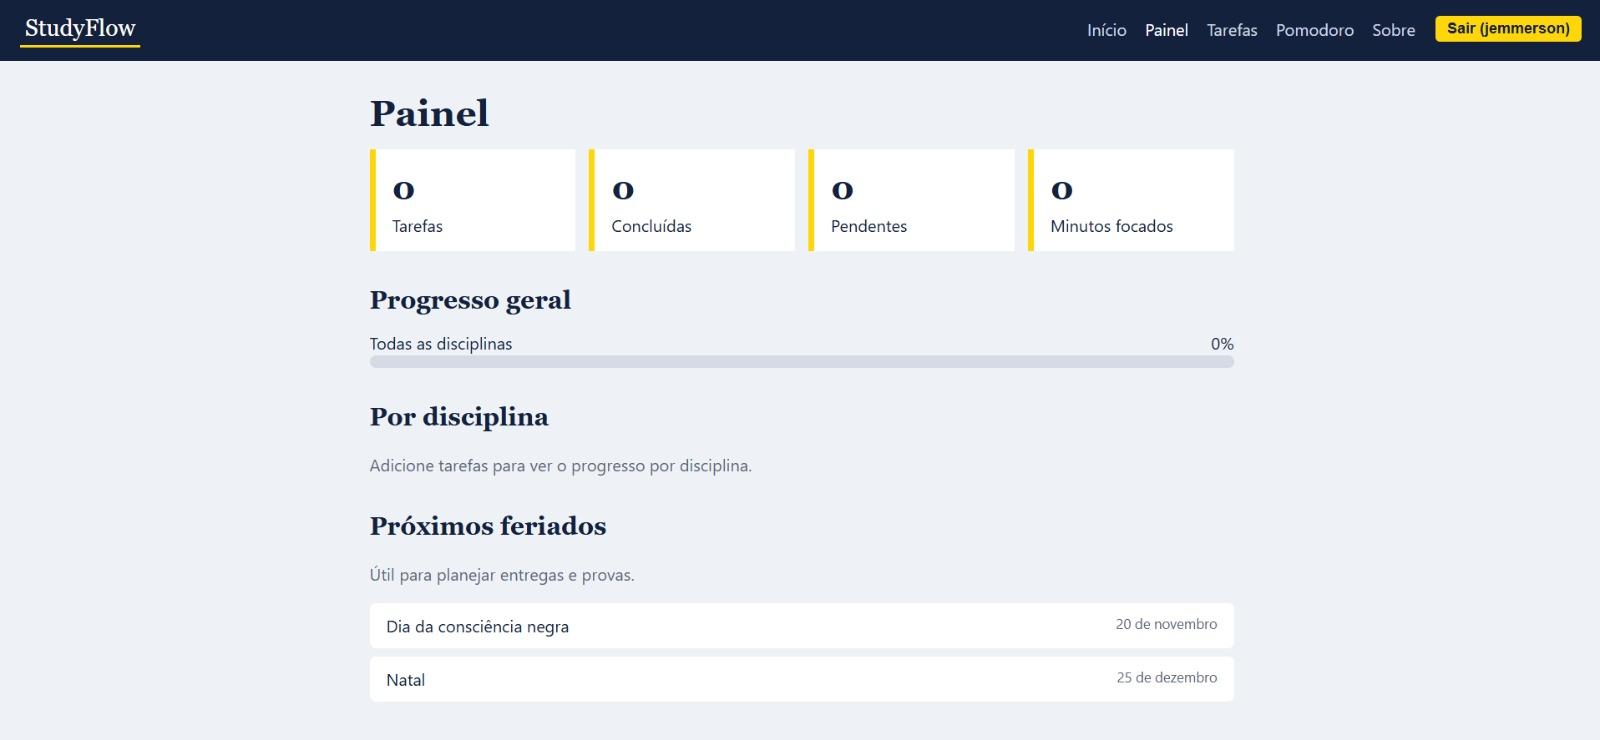 StudyFlow
Início Painel Tarefas Pomodoro Sobre Sair (jemmerson)
Painel
0 0 0 0
Tarefas Concluídas Pendentes Minutos focados
Progresso geral
Todas as disciplinas 0%
Por disciplina
Adicione tarefas para ver o progresso por disciplina.
Próximos feriados
Útil para planejar entregas e provas.
Dia da consciência negra 20 de novembro
Natal 25 de dezembro